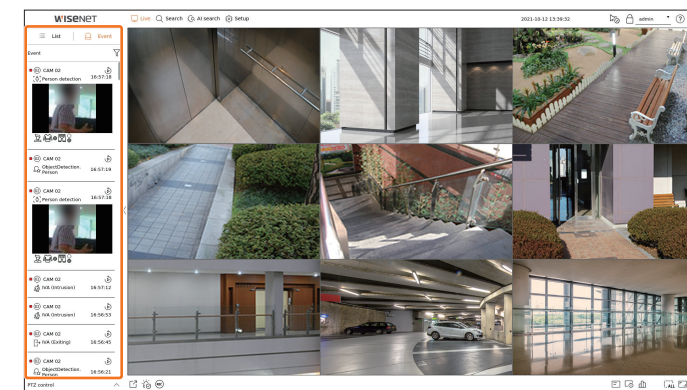 WISENET
Live Search AI search Setup
2021-10-12 13:39:32
admin
List Event
Event
CAM 02
Person detection 16:57:18
CAM 02
ObjectDetection. Person 16:57:19
CAM 02
Person detection 16:57:18
CAM 02
IVA (Intrusion) 16:57:12
CAM 02
IVA (Intrusion) 16:56:53
CAM 02
IVA (Exiting) 16:56:45
CAM 02
ObjectDetection. Person 16:56:21
PTZ control
ALL